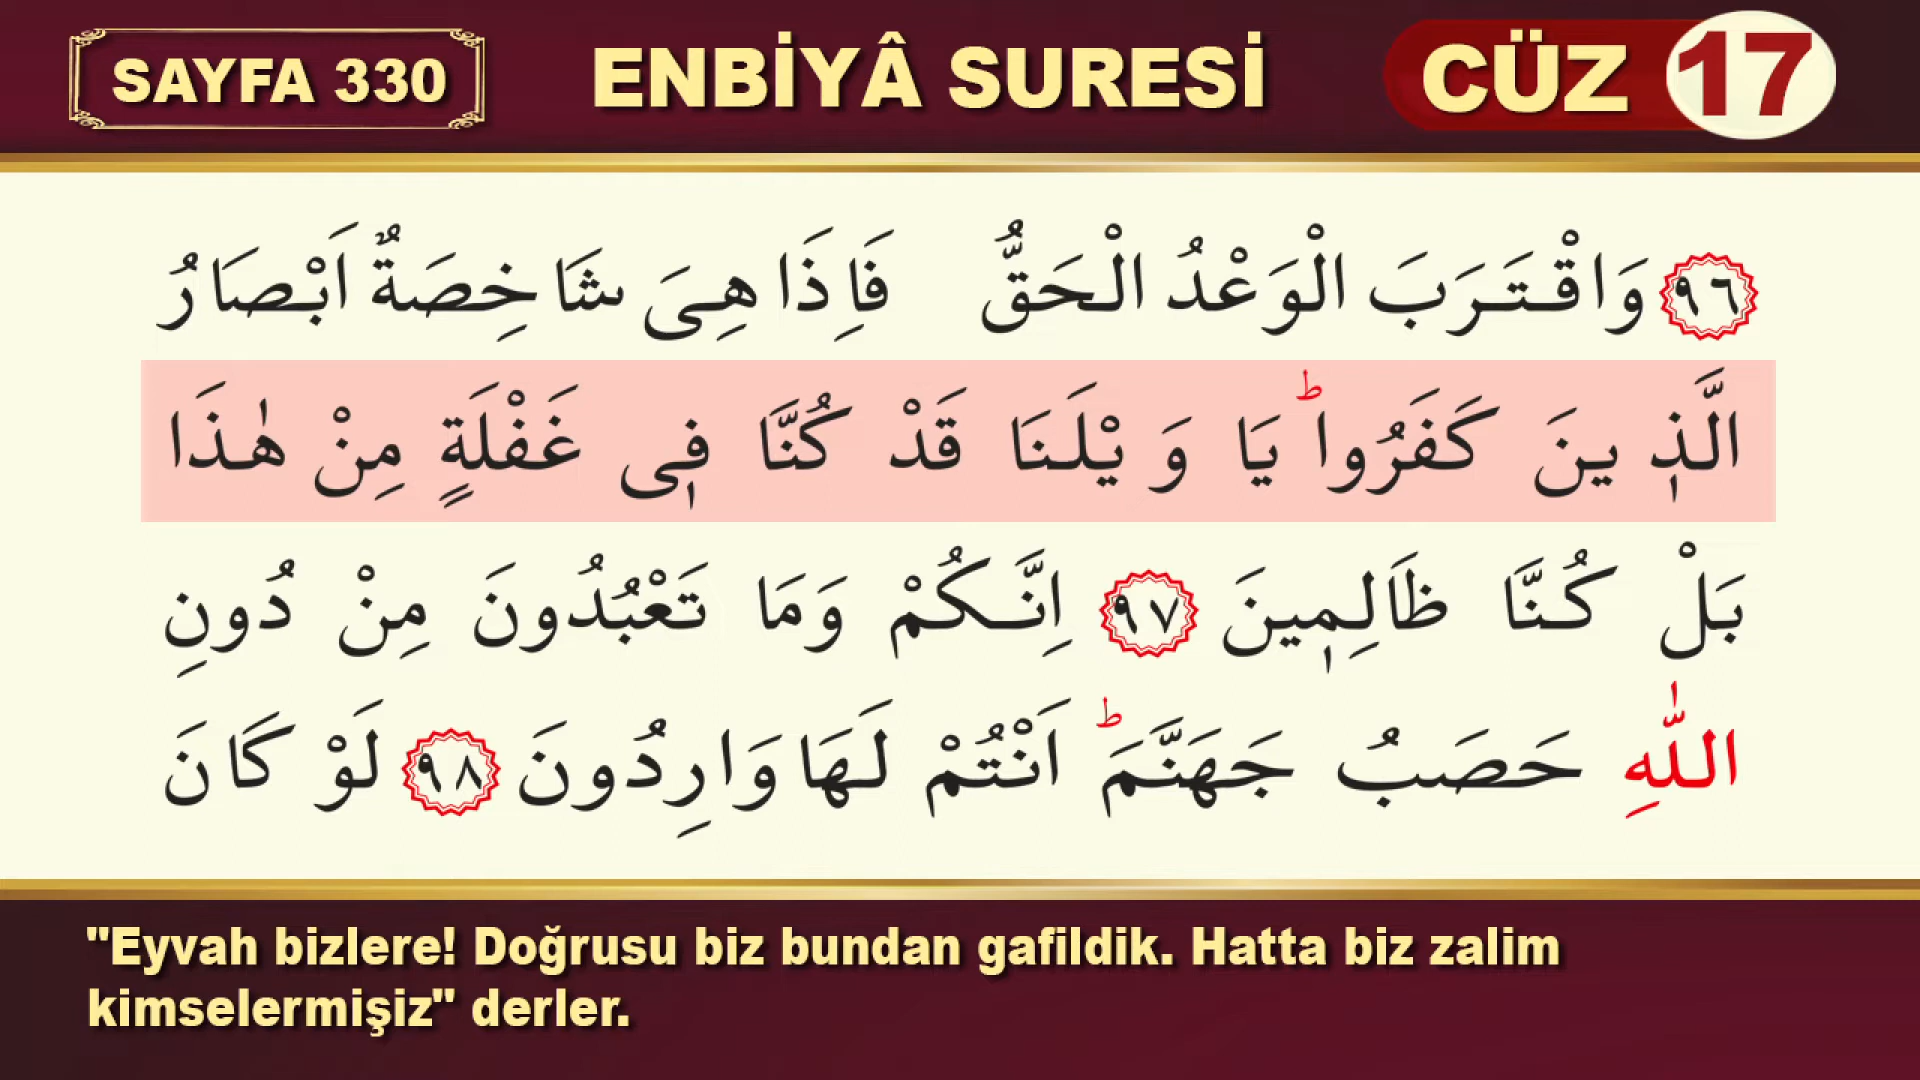 SAYFA 330
ENBİYÂ SURESİ
CÜZ 17
٩٦ وَاقْتَرَبَ الْوَعْدُ الْحَقُّ فَاِذَا هِىَ شَاخِصَةٌ اَبْصَارُ
الَّذ۪ينَ كَفَرُواۜ يَا وَيْلَنَا قَدْ كُنَّا ف۪ى غَفْلَةٍ مِنْ هٰذَا
بَلْ كُنَّا ظَالِم۪ينَ ٩٧ اِنَّكُمْ وَمَا تَعْبُدُونَ مِنْ دُونِ
اللّٰهِ حَصَبُ جَهَنَّمَۜ اَنْتُمْ لَهَا وَارِدُونَ ٩٨ لَوْ كَانَ
"Eyvah bizlere! Doğrusu biz bundan gafildik. Hatta biz zalim
kimselermişiz" derler.